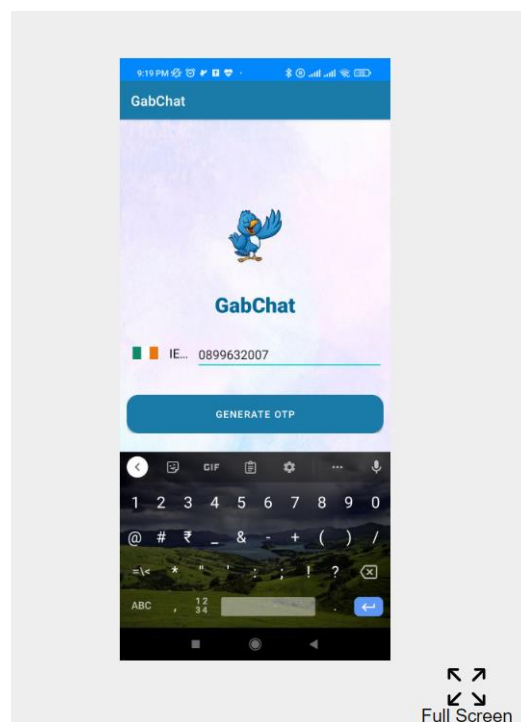 9:19 PM
GabChat
GabChat
IE... 0899632007
GENERATE OTP
GIF
1 2 3 4 5 6 7 8 9 0
@ # ₹ _ & - + ( ) /
=\< * " ' : ; ! ? 
ABC , 12 34 .
Full Screen